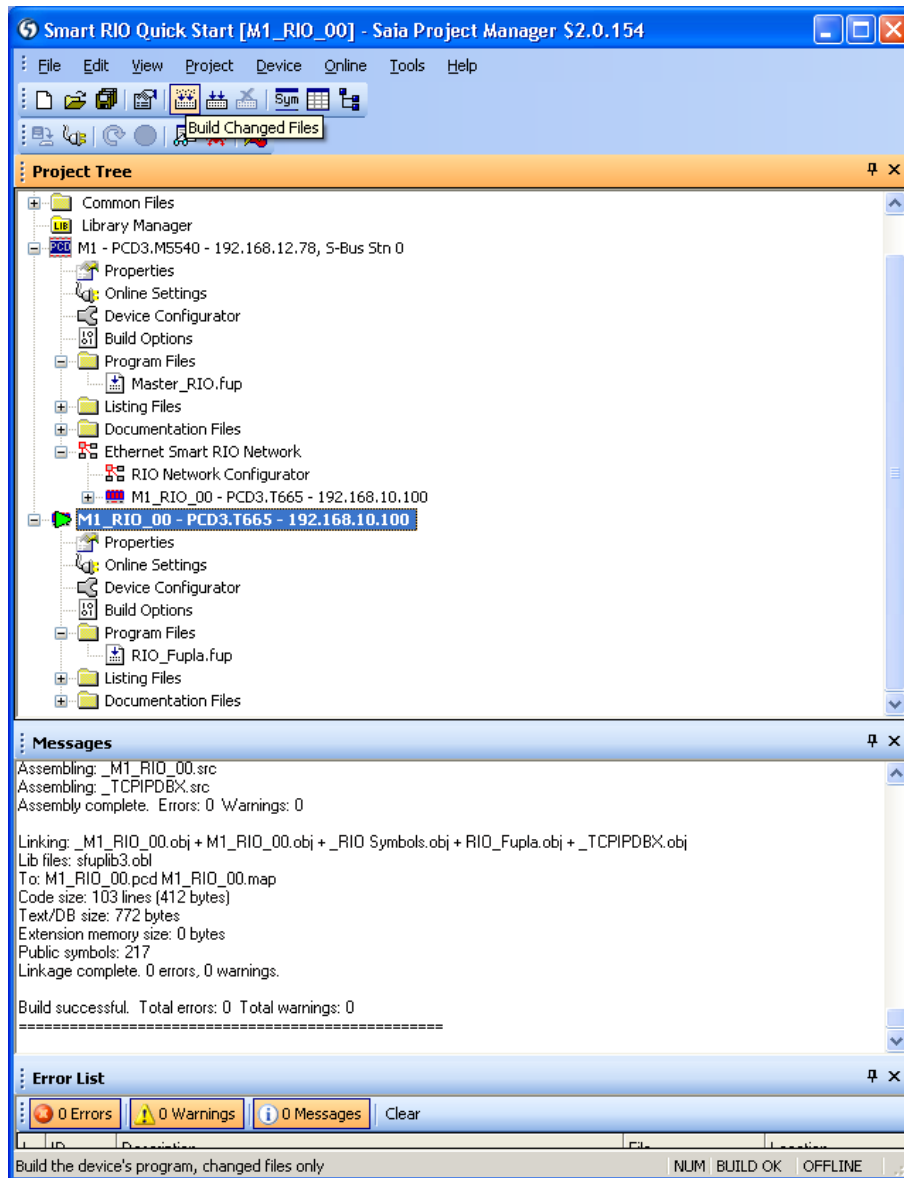 Smart RIO Quick Start [M1_RIO_00] - Saia Project Manager $2.0.154
File Edit View Project Device Online Tools Help
Sym
Build Changed Files
Project Tree
Common Files
LIB Library Manager
PCD M1 - PCD3.M5540 - 192.168.12.78, S-Bus Stn 0
Properties
Online Settings
Device Configurator
Build Options
Program Files
Master_RIO.fup
Listing Files
Documentation Files
Ethernet Smart RIO Network
RIO Network Configurator
M1_RIO_00 - PCD3.T665 - 192.168.10.100
M1_RIO_00 - PCD3.T665 - 192.168.10.100
Properties
Online Settings
Device Configurator
Build Options
Program Files
RIO_Fupla.fup
Listing Files
Documentation Files
Messages
Assembling: _M1_RIO_00.src
Assembling: _TCPIPDBX.src
Assembly complete. Errors: 0 Warnings: 0
Linking: _M1_RIO_00.obj + M1_RIO_00.obj + _RIO Symbols.obj + RIO_Fupla.obj + _TCPIPDBX.obj
Lib files: sfuplib3.obl
To: M1_RIO_00.pcd M1_RIO_00.map
Code size: 103 lines (412 bytes)
Text/DB size: 772 bytes
Extension memory size: 0 bytes
Public symbols: 217
Linkage complete. 0 errors, 0 warnings.
Build successful. Total errors: 0 Total warnings: 0
==================================================
Error List
0 Errors 0 Warnings 0 Messages Clear
Build the device's program, changed files only NUM BUILD OK OFFLINE